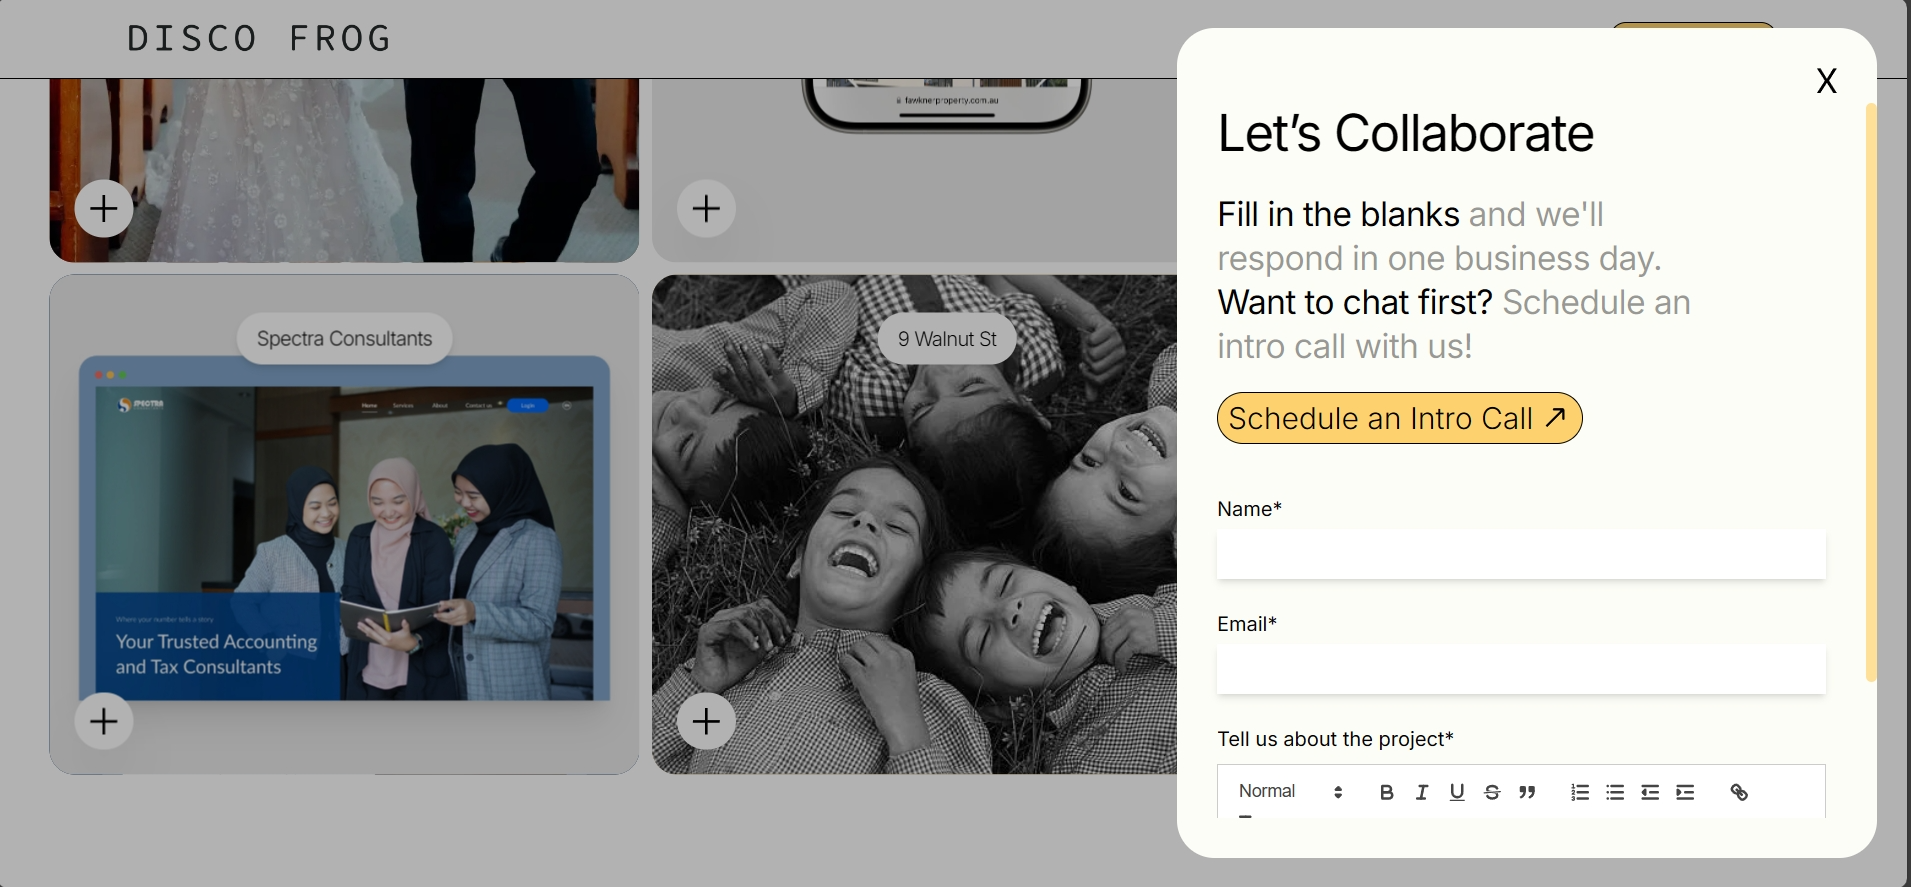 DISCO FROG
fawknerproperty.com.au
Spectra Consultants
SPECTRA
Home Services About Contact us Login
Where your number tells a story
Your Trusted Accounting
and Tax Consultants
9 Walnut St
X
Let’s Collaborate
Fill in the blanks and we'll
respond in one business day.
Want to chat first? Schedule an
intro call with us!
Schedule an Intro Call ↗
Name*
Email*
Tell us about the project*
Normal B I U S